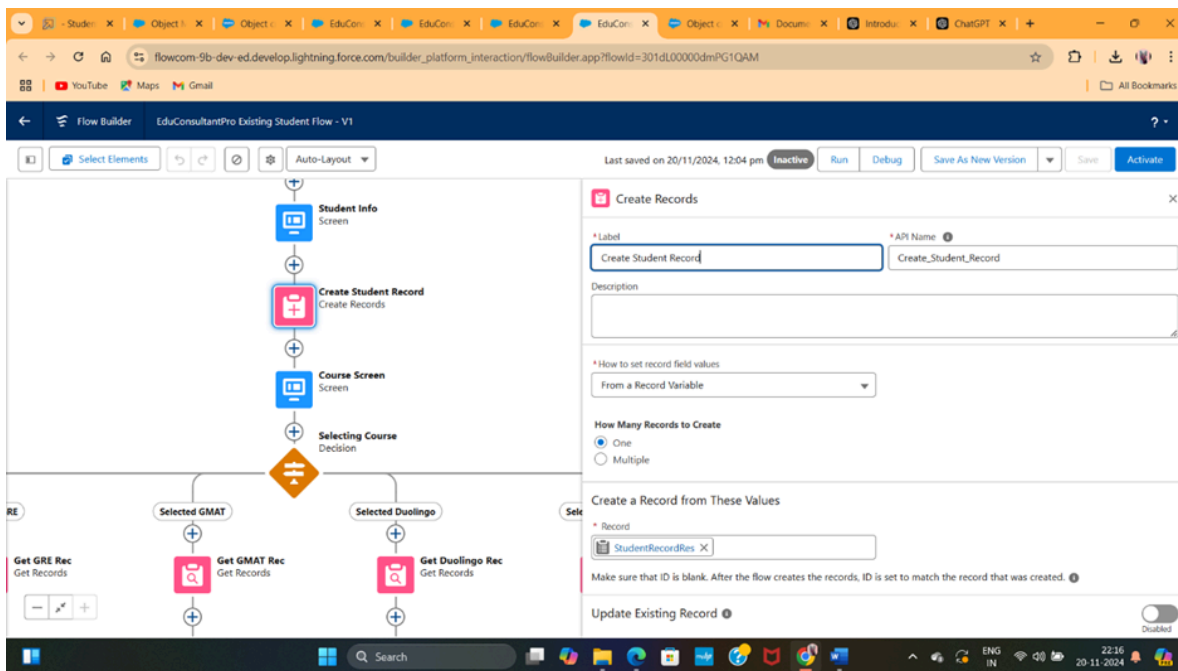 - Studen
Object M
Object c
EduCons
EduCons
EduCon
EduCon
Object c
Docume
Introduc
ChatGPT
flowcom-9b-dev-ed.develop.lightning.force.com/builder_platform_interaction/flowBuilder.app?flowId=301dL00000dmPG1QAM
YouTube
Maps
Gmail
All Bookmarks
Flow Builder
EduConsultantPro Existing Student Flow - V1
?
Select Elements
Auto-Layout
Last saved on 20/11/2024, 12:04 pm
Inactive
Run
Debug
Save As New Version
Save
Activate
Student Info
Screen
Create Student Record
Create Records
Course Screen
Screen
Selecting Course
Decision
RE)
Selected GMAT
Selected Duolingo
Sele
Get GRE Rec
Get Records
Get GMAT Rec
Get Records
Get Duolingo Rec
Get Records
Create Records
* Label
* API Name
Create Student Record
Create_Student_Record
Description
* How to set record field values
From a Record Variable
How Many Records to Create
One
Multiple
Create a Record from These Values
* Record
StudentRecordRes
Make sure that ID is blank. After the flow creates the records, ID is set to match the record that was created.
Update Existing Record
Disabled
Search
ENG
IN
22:16
20-11-2024